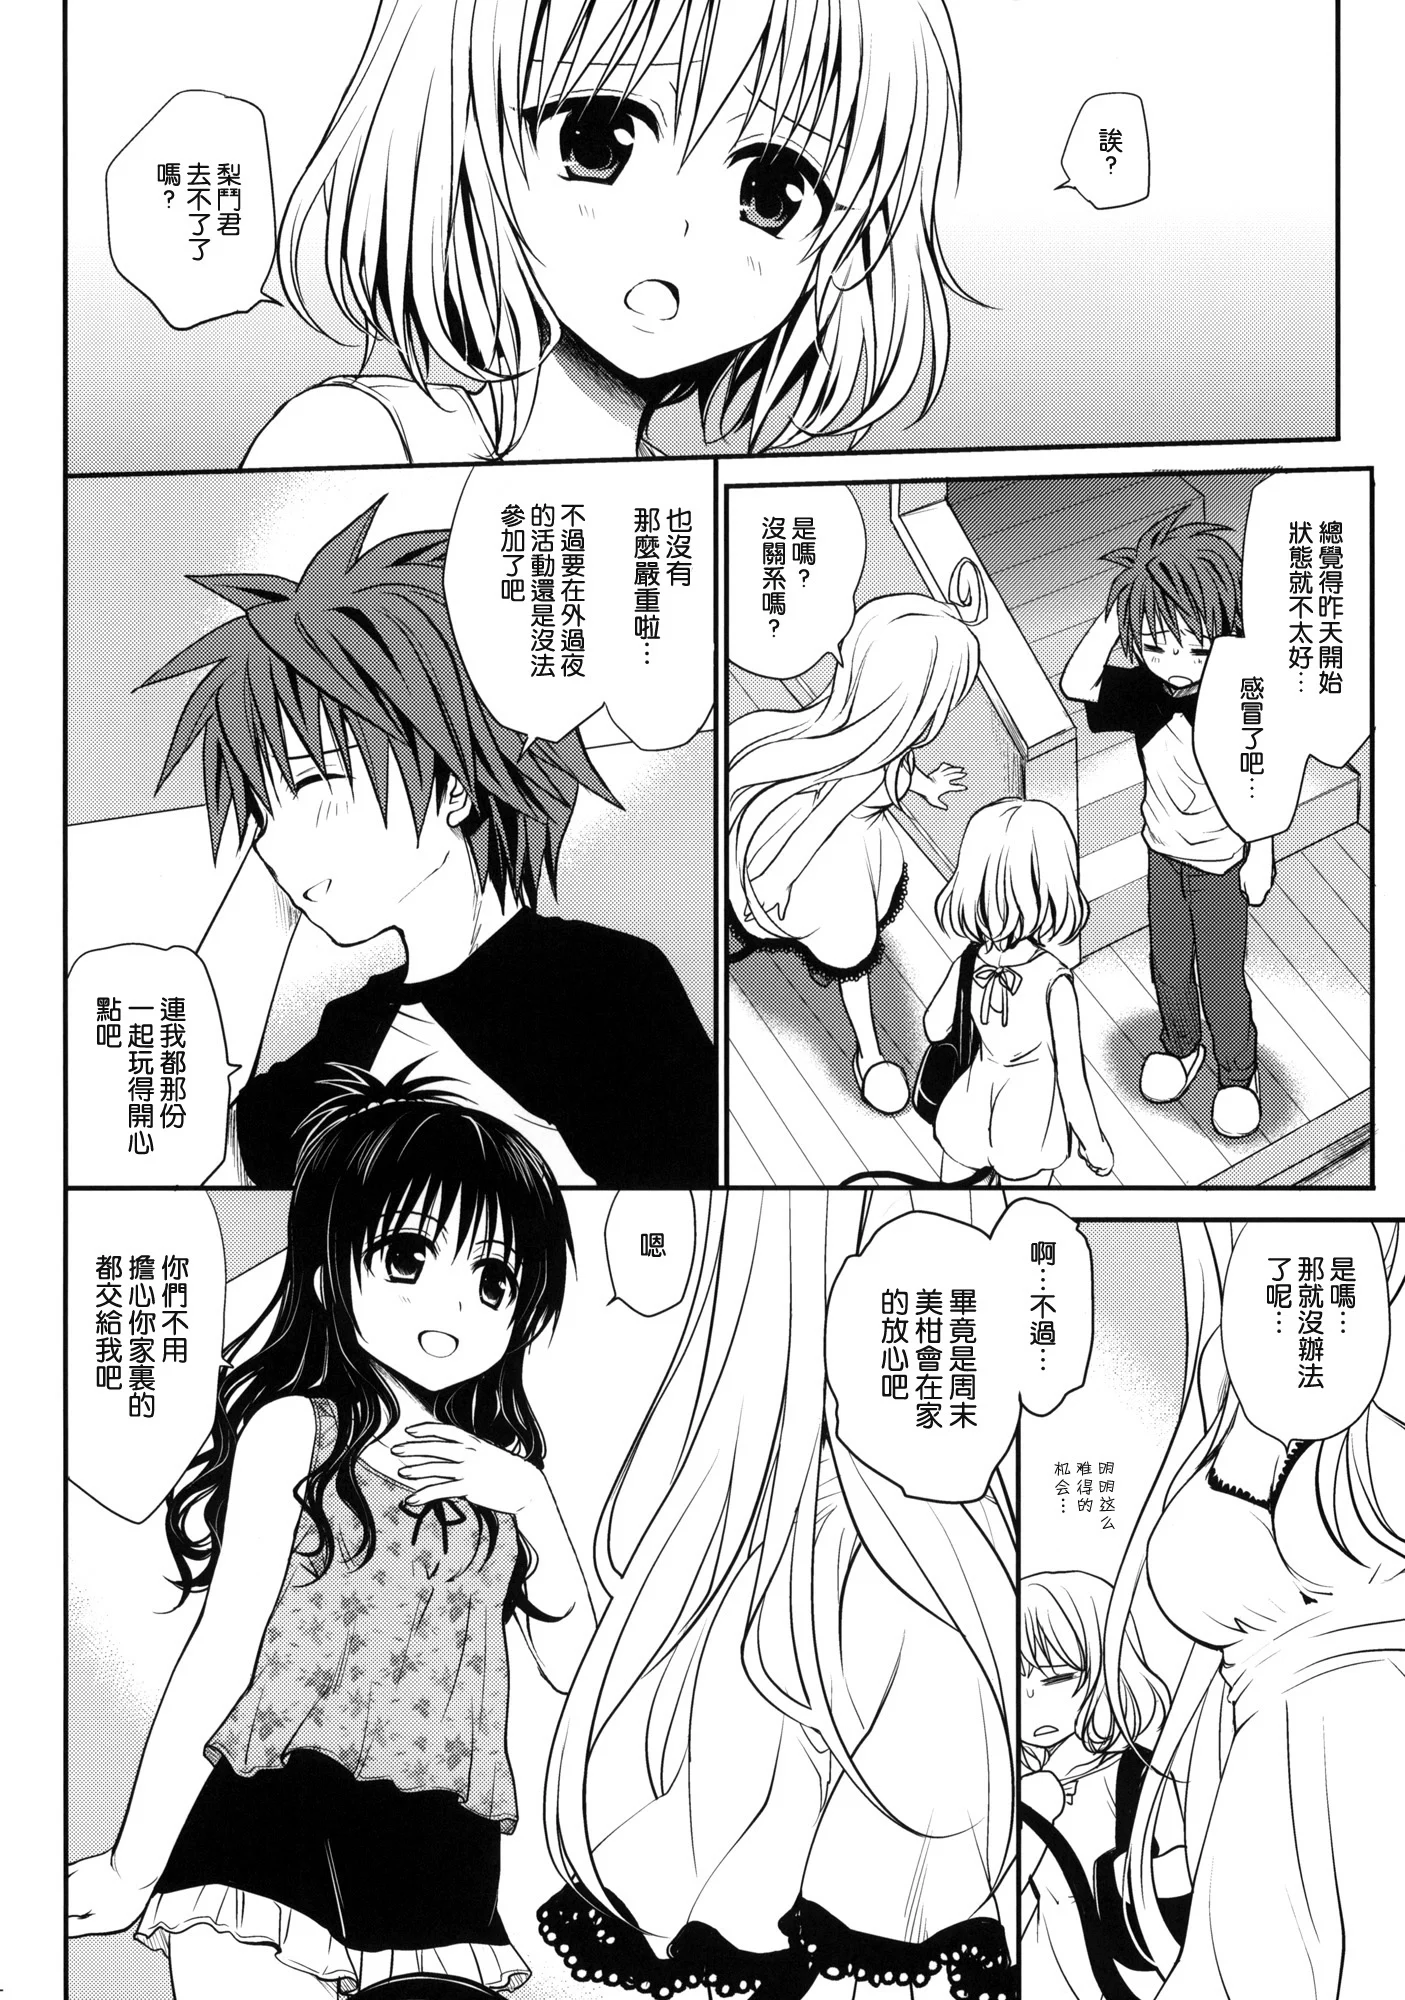 誒?
梨鬥君
去不了了
嗎?
總覺得昨天開始
狀態就不太好…
感冒了吧…
是嗎?
沒關系嗎?
也沒有
那麼嚴重啦…
不過要在外過夜
的活動還是沒法
參加了吧
連我都那份
一起玩得開心
點吧
是嗎…
那就沒辦法
了呢…
明明这么
难得的
机会…
啊…不過…
畢竟是周末
美柑會在家
的放心吧
嗯
你們不用
擔心你家裏的
都交給我吧